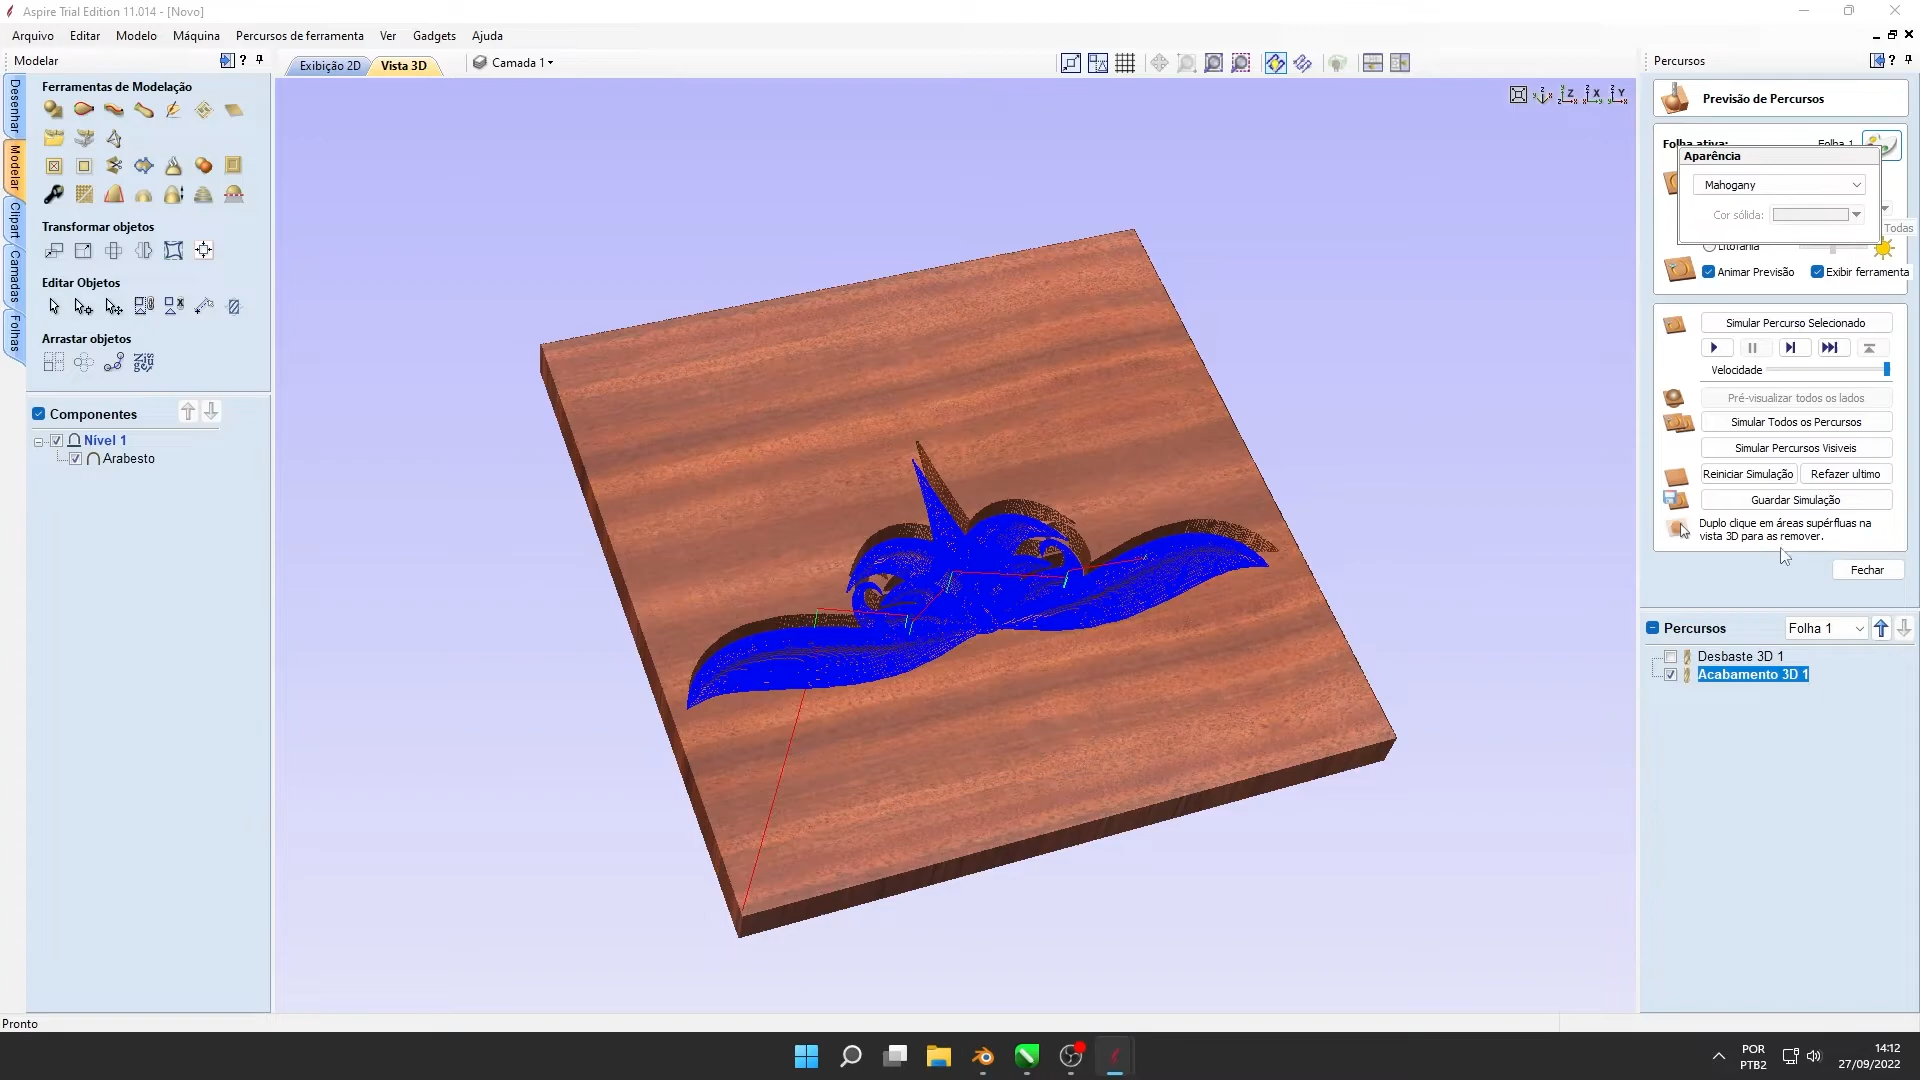 Aspire Trial Edition 11.014 - [Novo]
Arquivo Editar Modelo Máquina Percursos de ferramenta Ver Gadgets Ajuda
Modelar
Exibição 2D
Vista 3D
Camada 1
Percursos
Desenhar
Modelar
Clipart
Camadas
Folhas
Ferramentas de Modelação
Transformar objetos
Editar Objetos
Arrastar objetos
Componentes
Nível 1
Arabesto
Z
X
Y
Previsão de Percursos
Folha ativa: Folha 1
Aparência
Mahogany
Cor sólida:
Todas
Litofania
Animar Previsão
Exibir ferramenta
Simular Percurso Selecionado
Velocidade
Pré-visualizar todos os lados
Simular Todos os Percursos
Simular Percursos Visiveis
Reiniciar Simulação
Refazer ultimo
Guardar Simulação
Duplo clique em áreas supérfluas na
vista 3D para as remover.
Fechar
Percursos
Folha 1
Desbaste 3D 1
Acabamento 3D 1
Pronto
POR
PTB2
14:12
27/09/2022